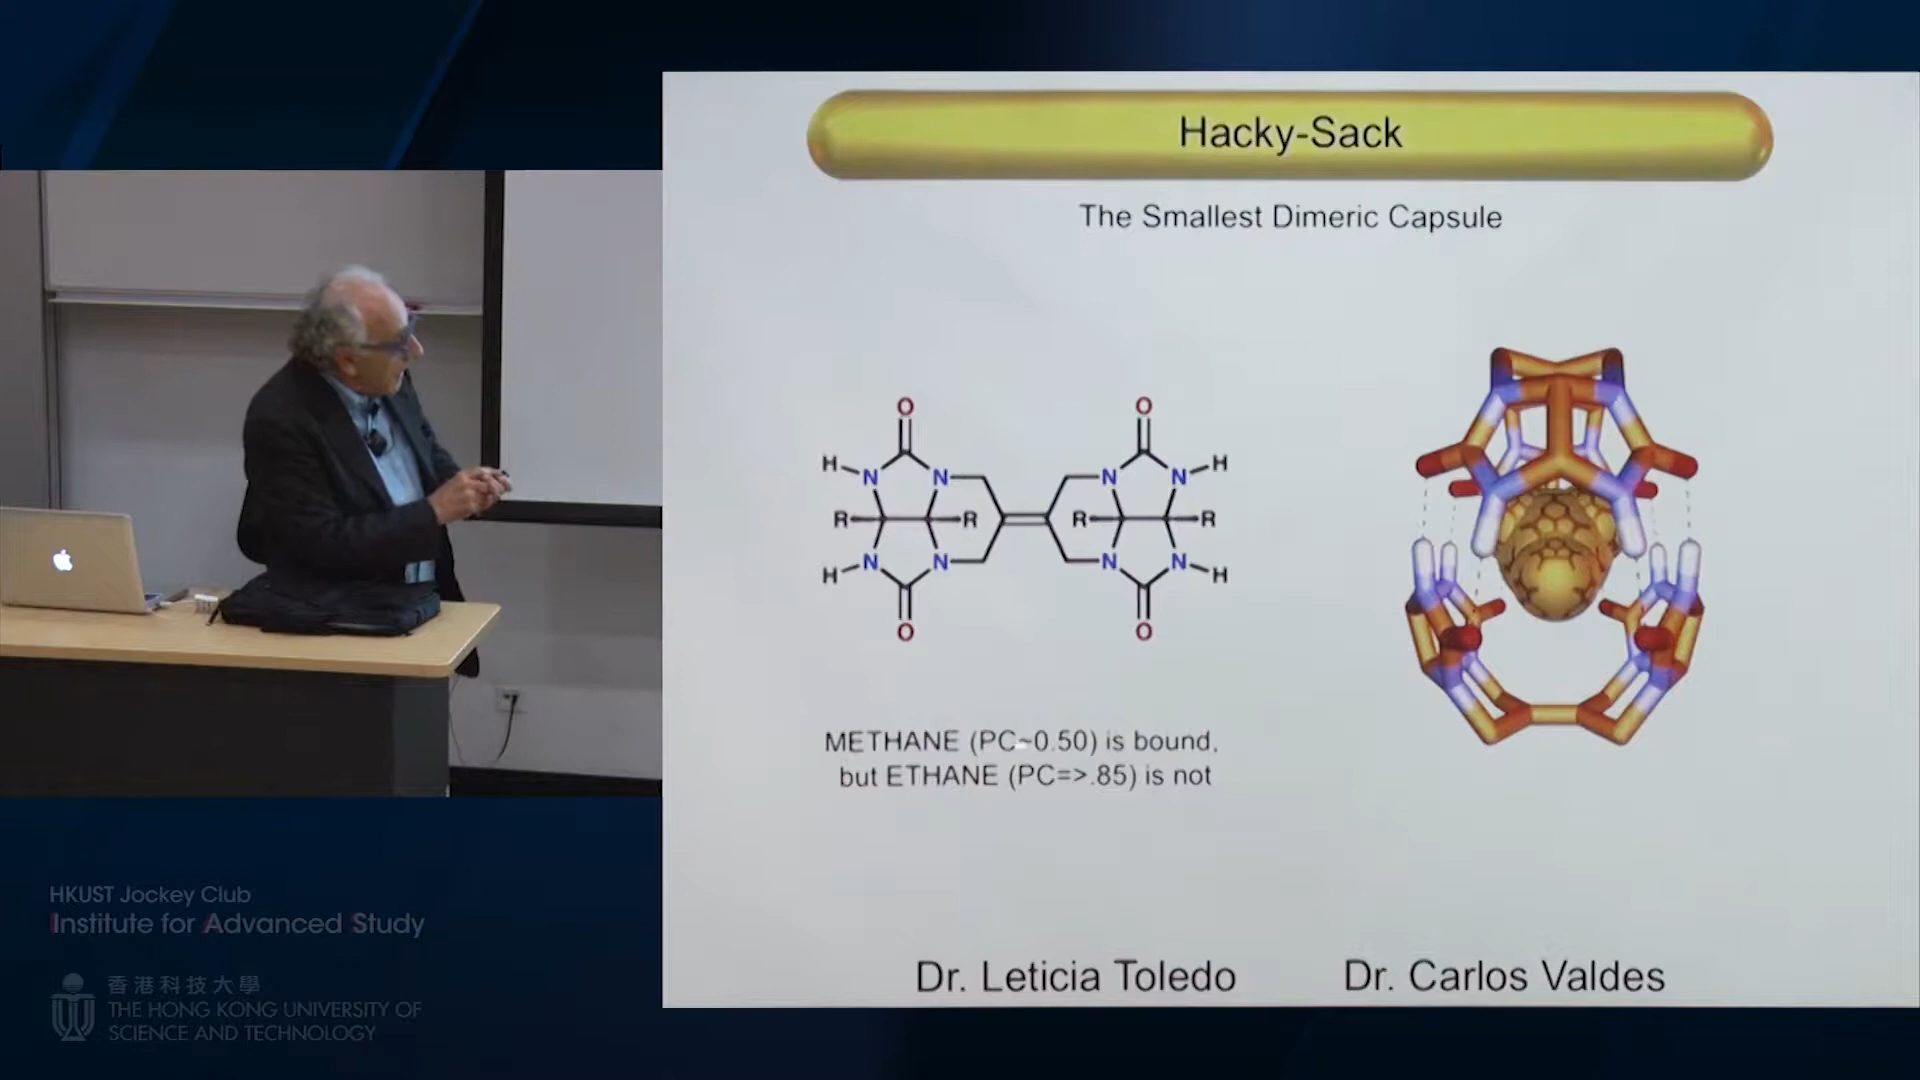 Hacky-Sack
The Smallest Dimeric Capsule
O
O
H
N
N
N
N
H
R
R
R
R
H
N
N
N
N
H
O
O
METHANE (PC~0.50) is bound,
but ETHANE (PC=>.85) is not
Dr. Leticia Toledo
Dr. Carlos Valdes
HKUST Jockey Club
Institute for Advanced Study
香港科技大學
THE HONG KONG UNIVERSITY OF
SCIENCE AND TECHNOLOGY